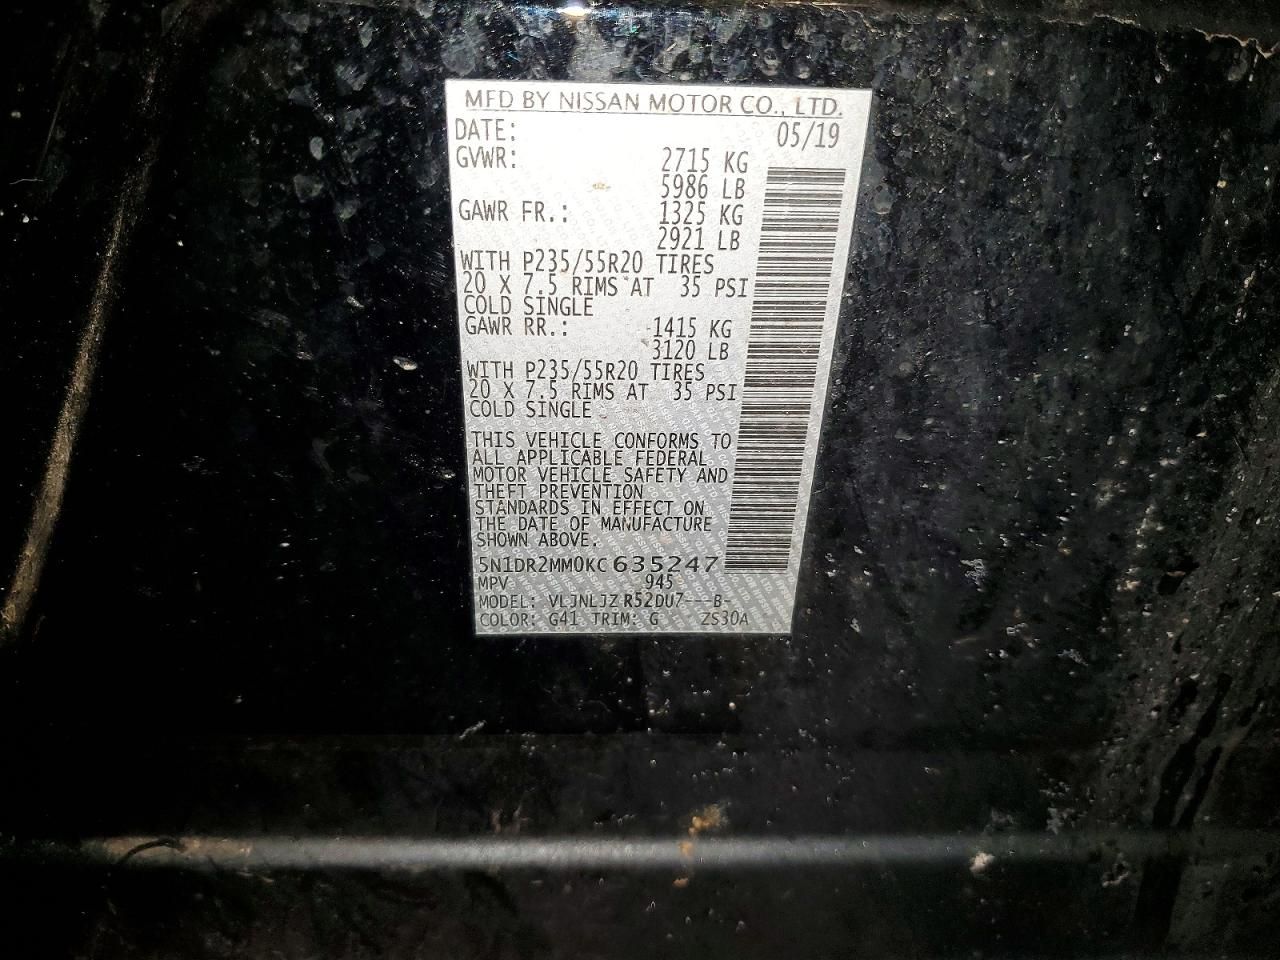 MFD BY NISSAN MOTOR CO., LTD.
DATE: 05/19
GVWR: 2715 KG
5986 LB
GAWR FR.: 1325 KG
2921 LB
WITH P235/55R20 TIRES
20 X 7.5 RIMS AT 35 PSI
COLD SINGLE
GAWR RR.: 1415 KG
3120 LB
WITH P235/55R20 TIRES
20 X 7.5 RIMS AT 35 PSI
COLD SINGLE
THIS VEHICLE CONFORMS TO
ALL APPLICABLE FEDERAL
MOTOR VEHICLE SAFETY AND
THEFT PREVENTION
STANDARDS IN EFFECT ON
THE DATE OF MANUFACTURE
SHOWN ABOVE.
5N1DR2MM0KC635247
MPV 945
MODEL: VLJNLJZR52DU7---B-
COLOR: G41 TRIM: G ZS30A